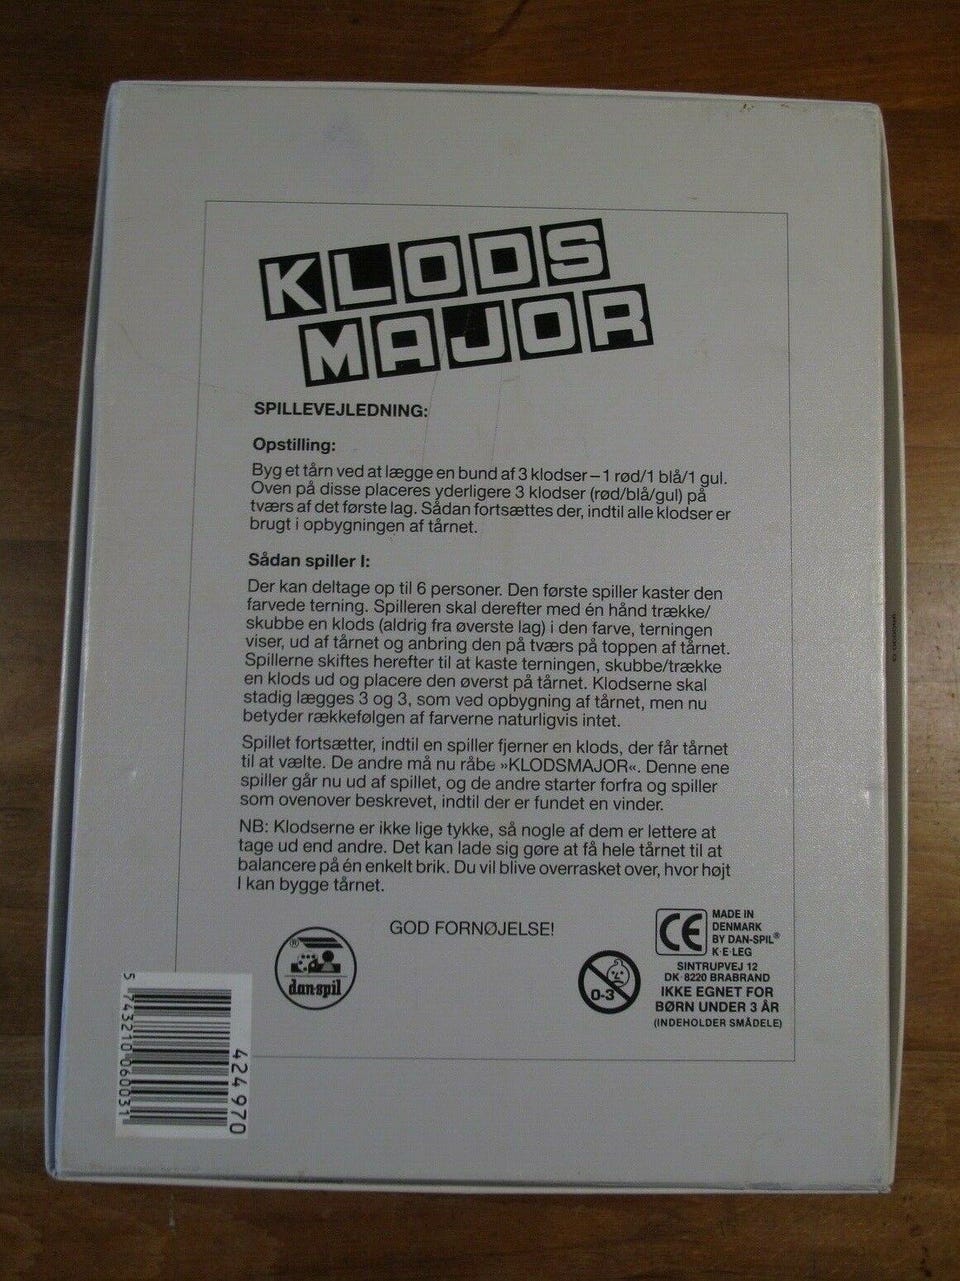 KLODS
MAJOR
SPILLEVEJLEDNING:
Opstilling:
Byg et tårn ved at lægge en bund af 3 klodser – 1 rød/1 blå/1 gul.
Oven på disse placeres yderligere 3 klodser (rød/blå/gul) på
tværs af det første lag. Sådan fortsættes der, indtil alle klodser er
brugt i opbygningen af tårnet.
Sådan spiller I:
Der kan deltage op til 6 personer. Den første spiller kaster den
farvede terning. Spilleren skal derefter med én hånd trække/
skubbe en klods (aldrig fra øverste lag) i den farve, terningen
viser, ud af tårnet og anbring den på tværs på toppen af tårnet.
Spillerne skiftes herefter til at kaste terningen, skubbe/trække
en klods ud og placere den øverst på tårnet. Klodserne skal
stadig lægges 3 og 3, som ved opbygning af tårnet, men nu
betyder rækkefølgen af farverne naturligvis intet.
Spillet fortsætter, indtil en spiller fjerner en klods, der får tårnet
til at vælte. De andre må nu råbe »KLODSMAJOR«. Denne ene
spiller går nu ud af spillet, og de andre starter forfra og spiller
som ovenover beskrevet, indtil der er fundet en vinder.
NB: Klodserne er ikke lige tykke, så nogle af dem er lettere at
tage ud end andre. Det kan lade sig gøre at få hele tårnet til at
balancere på én enkelt brik. Du vil blive overrasket over, hvor højt
I kan bygge tårnet.
GOD FORNØJELSE!
®
dan-spil
0-3
CE
MADE IN
DENMARK
BY DAN-SPIL®
K·E·LEG
SINTRUPVEJ 12
DK 8220 BRABRAND
IKKE EGNET FOR
BØRN UNDER 3 ÅR
(INDEHOLDER SMÅDELE)
5 743210 060031
424970